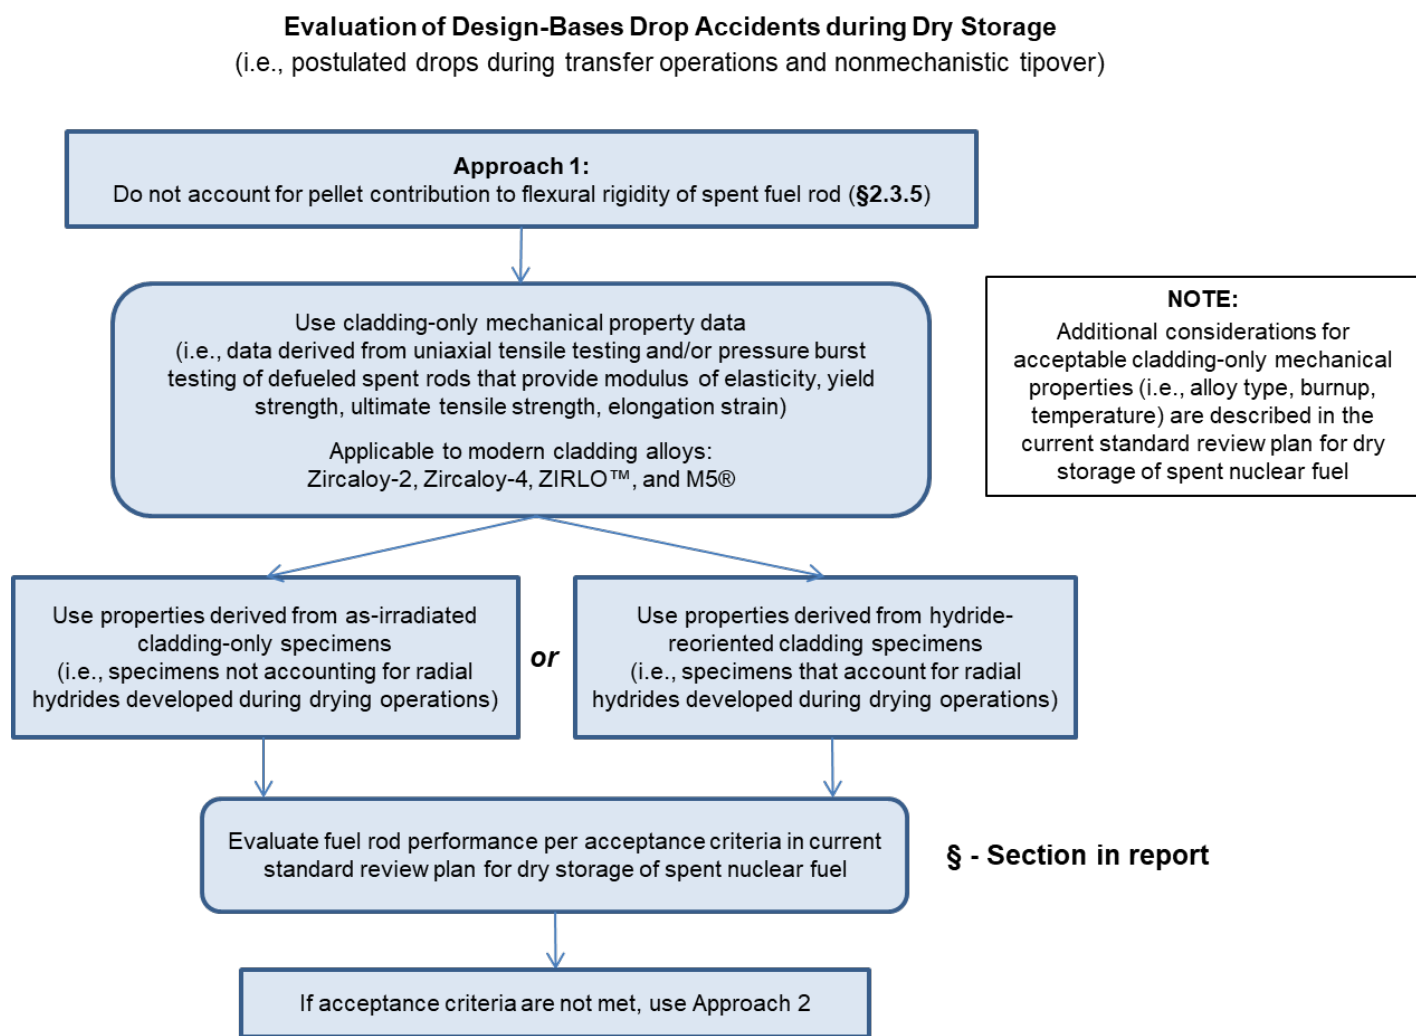 Evaluation of Design-Bases Drop Accidents during Dry Storage
(i.e., postulated drops during transfer operations and nonmechanistic tipover)
Approach 1:
Do not account for pellet contribution to flexural rigidity of spent fuel rod (§2.3.5)
Use cladding-only mechanical property data
(i.e., data derived from uniaxial tensile testing and/or pressure burst
testing of defueled spent rods that provide modulus of elasticity, yield
strength, ultimate tensile strength, elongation strain)
Applicable to modern cladding alloys:
Zircaloy-2, Zircaloy-4, ZIRLO™, and M5®
NOTE:
Additional considerations for
acceptable cladding-only mechanical
properties (i.e., alloy type, burnup,
temperature) are described in the
current standard review plan for dry
storage of spent nuclear fuel
Use properties derived from as-irradiated
cladding-only specimens
(i.e., specimens not accounting for radial
hydrides developed during drying operations)
or
Use properties derived from hydride-
reoriented cladding specimens
(i.e., specimens that account for radial
hydrides developed during drying operations)
Evaluate fuel rod performance per acceptance criteria in current
standard review plan for dry storage of spent nuclear fuel
§ - Section in report
If acceptance criteria are not met, use Approach 2